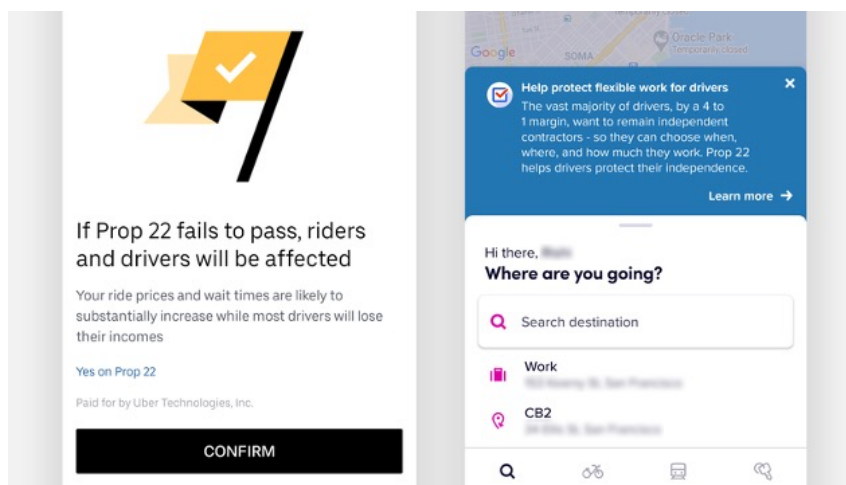 If Prop 22 fails to pass, riders
and drivers will be affected
Your ride prices and wait times are likely to
substantially increase while most drivers will lose
their incomes
Yes on Prop 22
Paid for by Uber Technologies, Inc.
CONFIRM
Google
SOMA
Oracle Park
Temporarily closed
Help protect flexible work for drivers
The vast majority of drivers, by a 4 to
1 margin, want to remain independent
contractors - so they can choose when,
where, and how much they work. Prop 22
helps drivers protect their independence.
Learn more →
Hi there,
Where are you going?
Search destination
Work
CB2